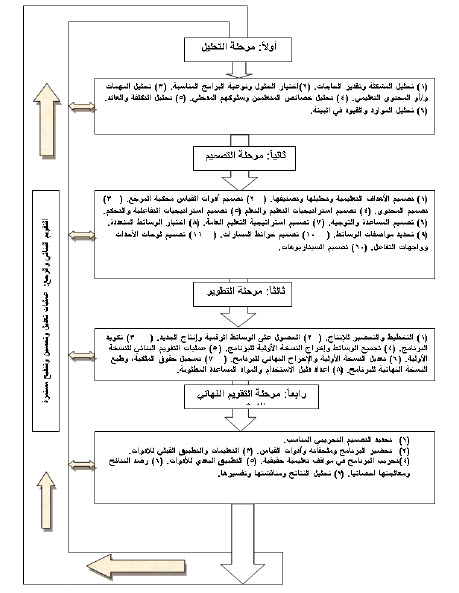 أولاً: مرحلة التحليل
(١) تحليل المشكلة وتقدير الحاجات. (٢) اختيار الحلول ونوعية البرامج المناسبة. (٣) تحليل المهمات
و/أو المحتوى التعليمي. (٤) تحليل خصائص المتعلمين وسلوكهم المدخلي. (٥) تحليل التكلفة والعائد.
(٦) تحليل الموارد والقيود في البيئة.
ثانياً: مرحلة التصميم
(١) تصميم الأهداف التعليمية وتحليلها وتصنيفها. (٢) تصميم أدوات القياس محكية المرجع. (٣)
تصميم المحتوى. (٤) تصميم استراتيجيات التعليم والتعلم (٥) تصميم استراتيجيات التفاعلية والتحكم.
(٦) تصميم المساعدة والتوجيه. (٧) تصميم استراتيجية التعليم العامة. (٨) اختيار الوسائط المتعددة.
(٩) تحديد مواصفات الوسائط. (١٠) تصميم خرائط المسارات. (١١) تصميم لوحات الأحداث
وواجهات التفاعل. (١٠) تصميم السيناريوهات.
ثالثاً: مرحلة التطوير
(١) التخطيط والتحضير للإنتاج. (٢) الحصول على الوسائط الرقمية وإنتاج الجديد. (٣) تكويد
البرنامج. (٤) تجميع الوسائط وإخراج النسخة الأولية للبرنامج. (٥) عمليات التقويم البنائي للنسخة
الأولية. (٦) تعديل النسخة الأولية والإخراج النهائي للبرنامج. (٧) تسجيل حقوق الملكية، وطبع
النسخة النهائية للبرنامج. (٨) اعداد دليل الاستخدام والمواد المساعدة المطلوبة.
رابعاً: مرحلة التقويم النهائي
(١) تحديد التصميم التجريبي المناسب.
(٢) تحضير البرنامج وملحقاته وأدوات القياس. (٣) التعليمات والتطبيق القبلي للأدوات.
(٤) تجريب البرنامج في مواقف تعليمية حقيقية. (٥) التطبيق البعدي للأدوات. (٦) رصد النتائج
ومعالجتها احصائيا. (٧) تحليل النتائج ومناقشتها وتفسيرها.
التقويم البنائي والرجع: عمليات تعديل وتحسين وتنقيح مستمرة